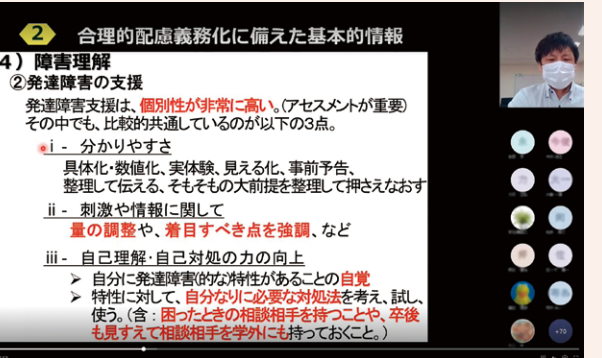 2 合理的配慮義務化に備えた基本的情報
4）障害理解
②発達障害の支援
発達障害支援は、個別性が非常に高い。(アセスメントが重要)
その中でも、比較的共通しているのが以下の3点。
ⅰ- 分かりやすさ
具体化・数値化、実体験、見える化、事前予告、
整理して伝える、そもそもの大前提を整理して押さえなおす
ⅱ- 刺激や情報に関して
量の調整や、着目すべき点を強調、など
ⅲ- 自己理解・自己対処の力の向上
➢ 自分に発達障害(的な)特性があることの自覚
➢ 特性に対して、自分なりに必要な対処法を考え、試し、
使う。(含：困ったときの相談相手を持つことや、卒後
も見すえて相談相手を学外にも持っておくこと。)
+70